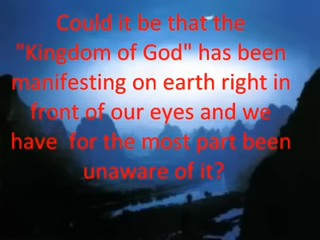 Could it be that the
"Kingdom of God" has been
manifesting on earth right in
front of our eyes and we
have  for the most part been
unaware of it?